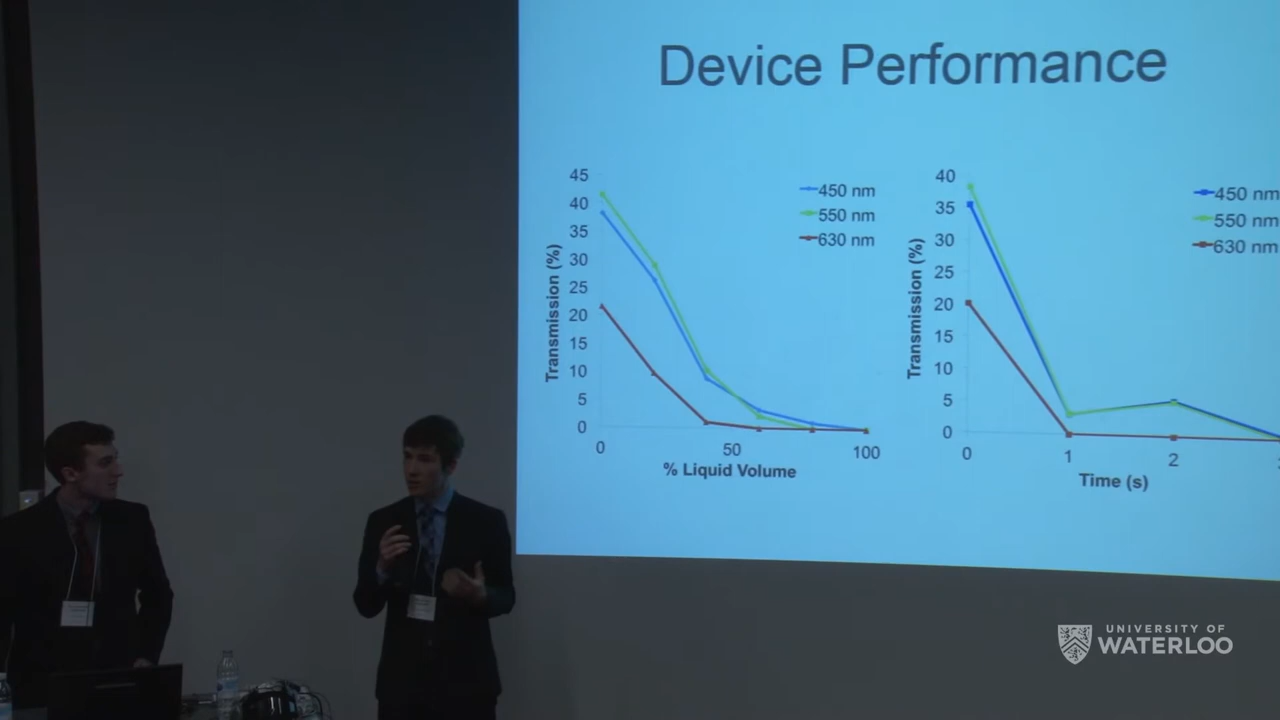 Device Performance
45
40
35
30
25
20
15
10
5
0
Transmission (%)
0
50
100
% Liquid Volume
450 nm
550 nm
630 nm
40
35
30
25
20
15
10
5
0
Transmission (%)
0
1
2
Time (s)
450 nm
550 nm
630 nm
UNIVERSITY OF
WATERLOO